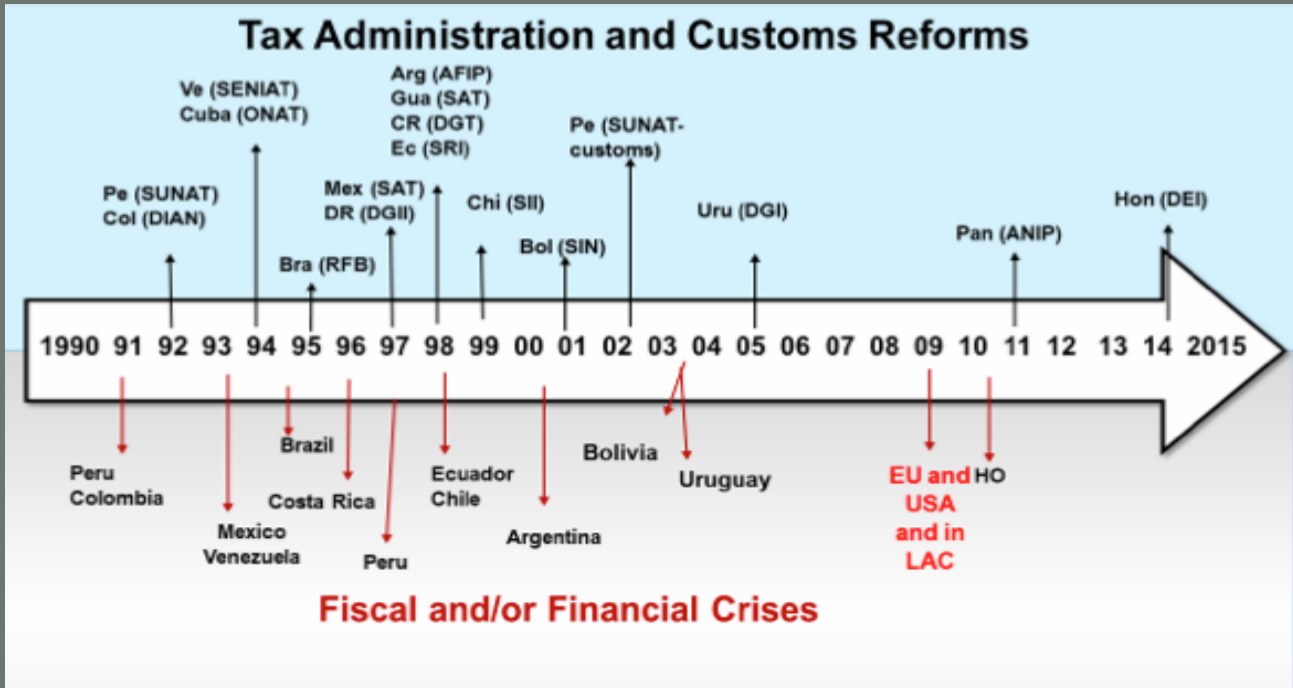 Tax Administration and Customs Reforms
Ve (SENIAT)
Cuba (ONAT)
Arg (AFIP)
Gua (SAT)
CR (DGT)
Ec (SRI)
Pe (SUNAT-
customs)
Pe (SUNAT)
Col (DIAN)
Mex (SAT)
DR (DGII)
Chi (SII)
Uru (DGI)
Hon (DEI)
Bra (RFB)
Bol (SIN)
Pan (ANIP)
1990 91 92 93 94 95 96 97 98 99 00 01 02 03 04 05 06 07 08 09 10 11 12 13 14 2015
Peru
Colombia
Mexico
Venezuela
Brazil
Costa Rica
Peru
Ecuador
Chile
Argentina
Bolivia
Uruguay
EU and
USA
and in
LAC
HO
Fiscal and/or Financial Crises